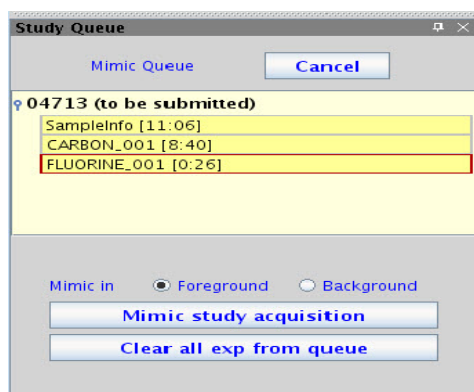 Study Queue
Mimic Queue Cancel
04713 (to be submitted)
SampleInfo [11:06]
CARBON_001 [8:40]
FLUORINE_001 [0:26]
Mimic in Foreground Background
Mimic study acquisition
Clear all exp from queue